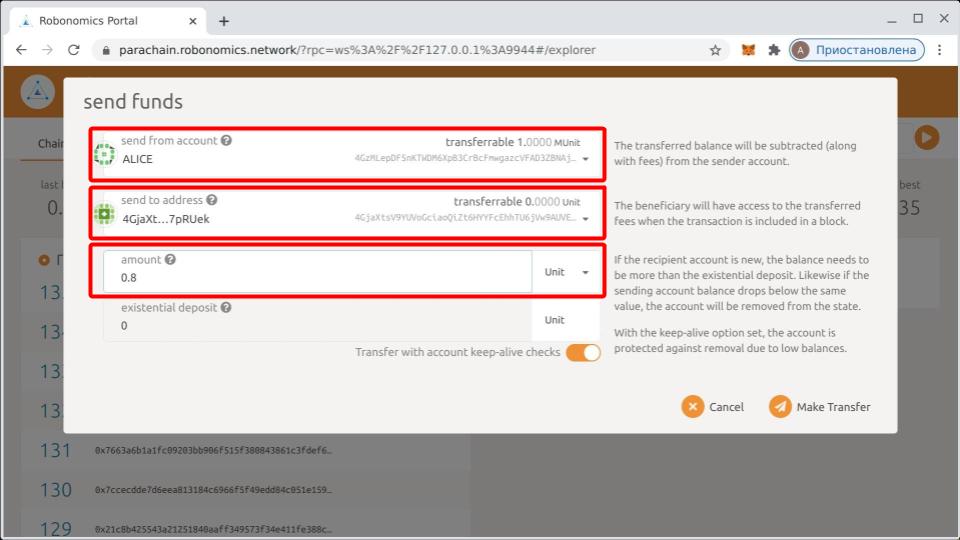 Robonomics Portal
parachain.robonomics.network/?rpc=ws%3A%2F%2F127.0.0.1%3A9944#/explorer
A Приостановлена
send funds
Chain
send from account ?
transferrable 1.0000 MUnit
ALICE
The transferred balance will be subtracted (along
with fees) from the sender account.
last
best
send to address ?
transferrable 0.0000 Unit
4GjaXt...7pRUek
The beneficiary will have access to the transferred
fees when the transaction is included in a block.
0.
35
amount ?
0.8
Unit
If the recipient account is new, the balance needs to
be more than the existential deposit. Likewise if the
sending account balance drops below the same
value, the account will be removed from the state.
existential deposit ?
0
Unit
With the keep-alive option set, the account is
protected against removal due to low balances.
Transfer with account keep-alive checks
Cancel
Make Transfer
131
0x7663a6b1a1fc09203bb906f515f380843861c3fdef6…
130
0x7ccecdde7d6eea813184c6966f5f49edd84c051e159…
129
0x21c8b425543a21251840aaff349573f34e411fe388c…